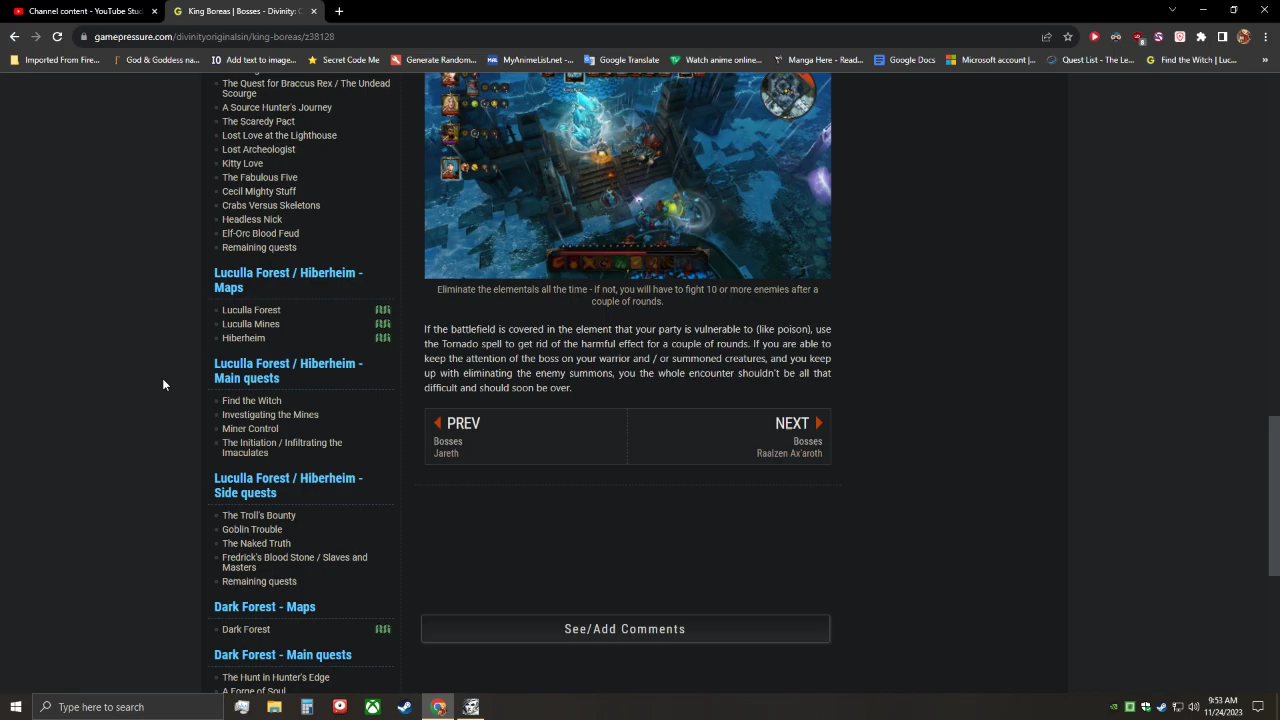 Channel content - YouTube Stud
King Boreas | Bosses - Divinity: O
gamepressure.com/divinityoriginalsin/king-boreas/z38128
Imported From Fire...
God & Goddess na...
Add text to image...
Secret Code Me
Generate Random...
MyAnimeList.net -...
Google Translate
Watch anime online...
Manga Here - Read...
Google Docs
Microsoft account |...
Quest List - The Le...
Find the Witch | Luc...
The Quest for Braccus Rex / The Undead
Scourge
A Source Hunter's Journey
The Scaredy Pact
Lost Love at the Lighthouse
Lost Archeologist
Kitty Love
The Fabulous Five
Cecil Mighty Stuff
Crabs Versus Skeletons
Headless Nick
Elf-Orc Blood Feud
Remaining quests
Luculla Forest / Hiberheim -
Maps
Luculla Forest
Luculla Mines
Hiberheim
Luculla Forest / Hiberheim -
Main quests
Find the Witch
Investigating the Mines
Miner Control
The Initiation / Infiltrating the
Imaculates
Luculla Forest / Hiberheim -
Side quests
The Troll's Bounty
Goblin Trouble
The Naked Truth
Fredrick's Blood Stone / Slaves and
Masters
Remaining quests
Dark Forest - Maps
Dark Forest
Dark Forest - Main quests
The Hunt in Hunter's Edge
A Forge of Soul
King Boreas
Eliminate the elementals all the time - if not, you will have to fight 10 or more enemies after a
couple of rounds.
If the battlefield is covered in the element that your party is vulnerable to (like poison), use
the Tornado spell to get rid of the harmful effect for a couple of rounds. If you are able to
keep the attention of the boss on your warrior and / or summoned creatures, and you keep
up with eliminating the enemy summons, you the whole encounter shouldn't be all that
difficult and should soon be over.
PREV
Bosses
Jareth
NEXT
Bosses
Raalzen Ax'aroth
See/Add Comments
Type here to search
9:53 AM
11/24/2023